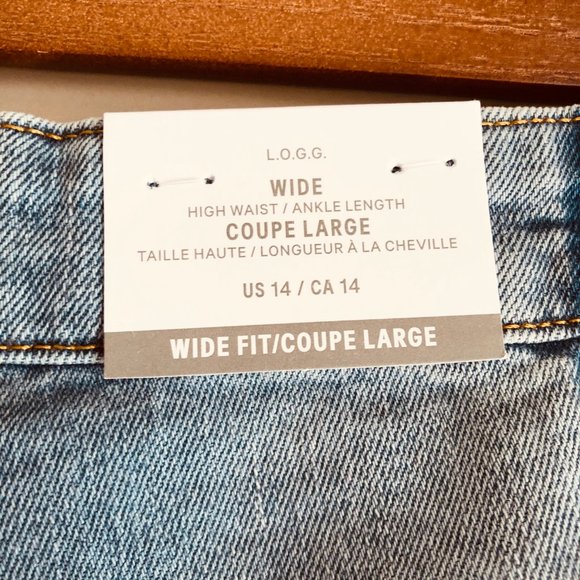 L.O.G.G.
WIDE
HIGH WAIST / ANKLE LENGTH
COUPE LARGE
TAILLE HAUTE / LONGUEUR À LA CHEVILLE
US 14 / CA 14
WIDE FIT/COUPE LARGE